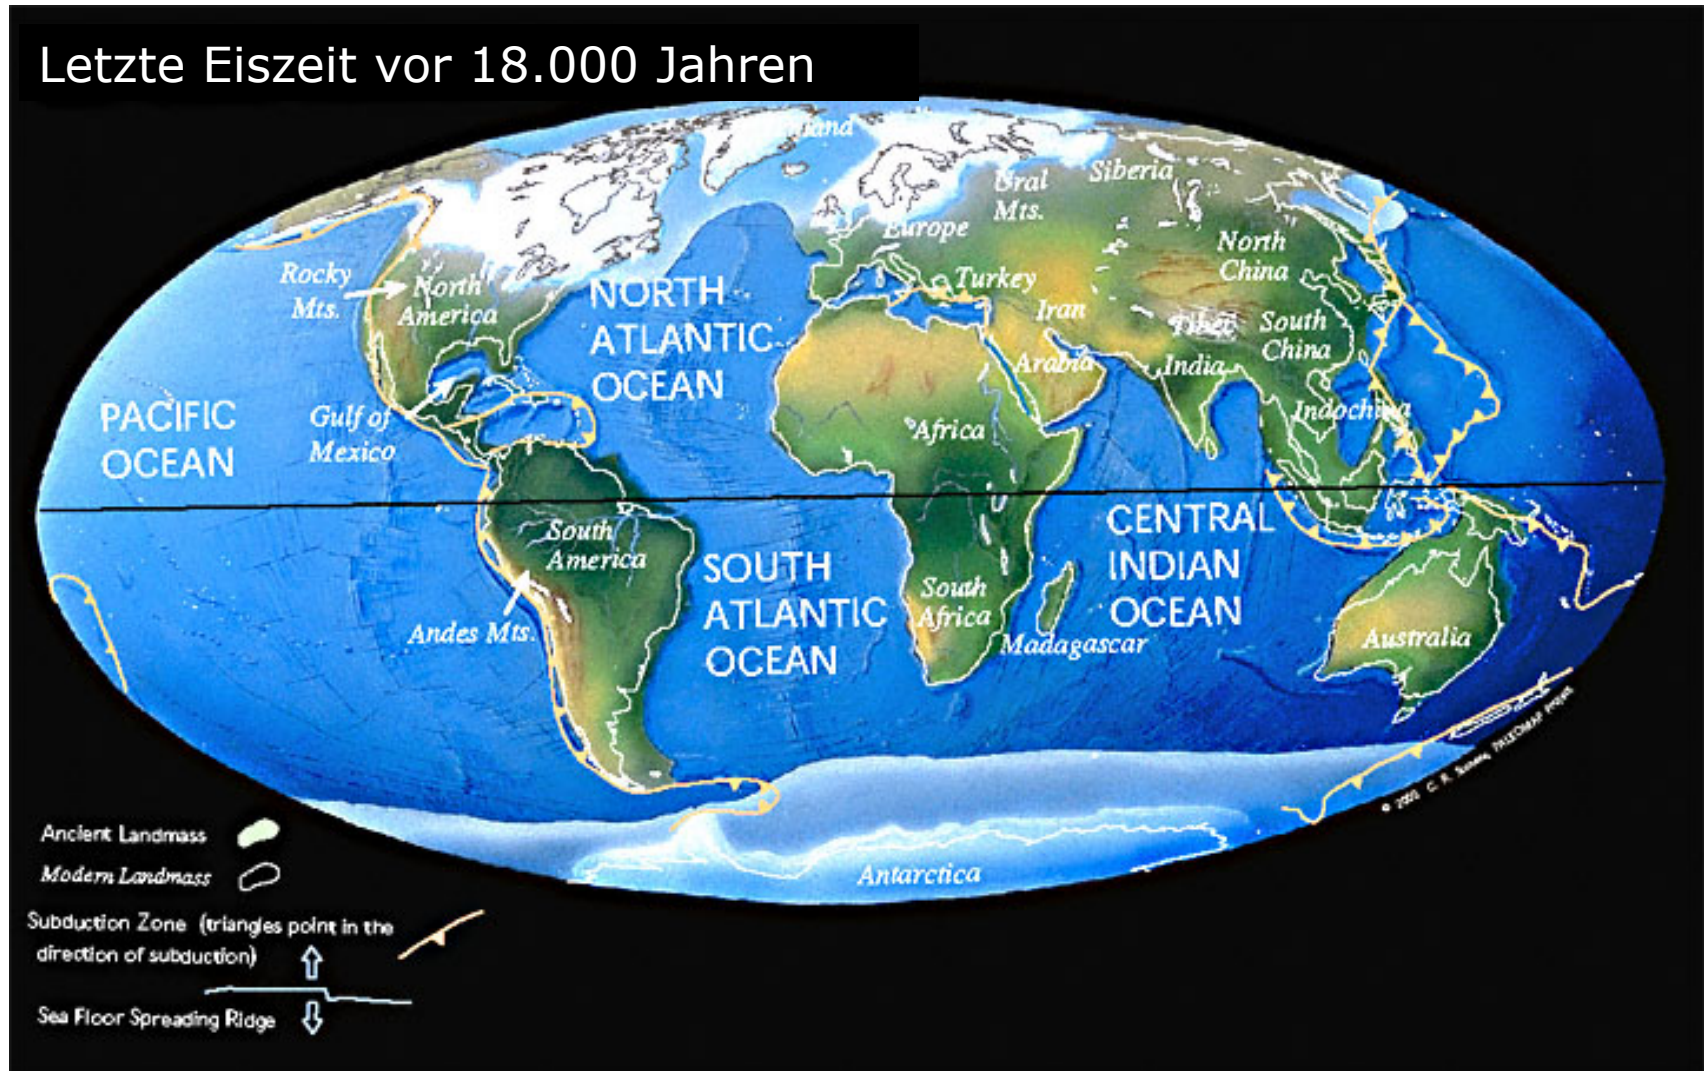 Letzte Eiszeit vor 18.000 Jahren
Siberia
Ural
Mts.
Europe
North
China
Rocky
Mts.
North
America
NORTH
ATLANTIC
OCEAN
Turkey
Iran
Tibet
South
China
Arabia
India
PACIFIC
OCEAN
Gulf of
Mexico
Africa
Indochina
South
America
SOUTH
ATLANTIC
OCEAN
CENTRAL
INDIAN
OCEAN
South
Africa
Andes Mts.
Madagascar
Australia
Antarctica
PALEOMAP Project
Ancient Landmass
Modern Landmass
Subduction Zone (triangles point in the
direction of subduction)
Sea Floor Spreading Ridge